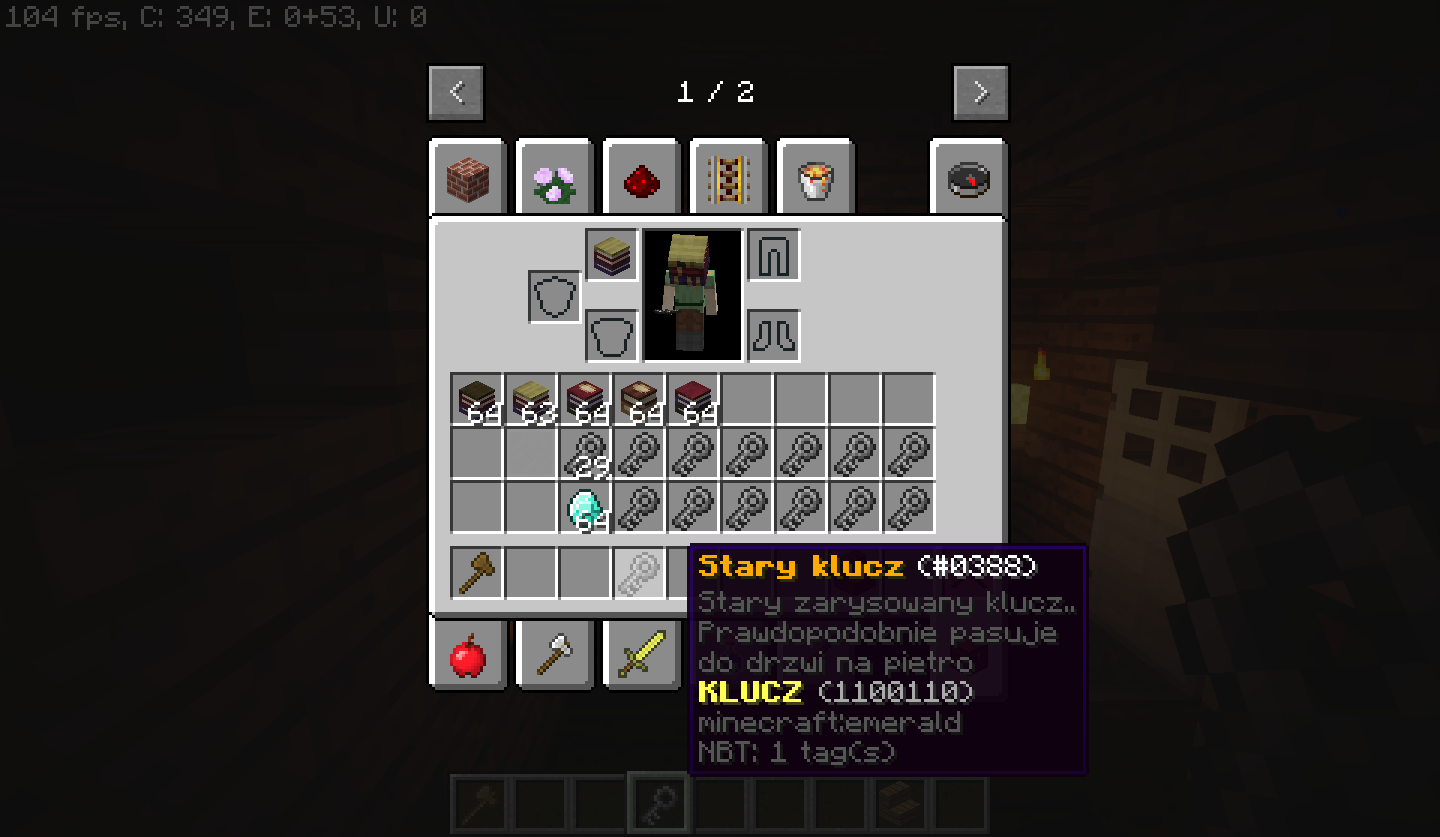 104 fps, C: 349, E: 0+53, U: 0
< 1 / 2 >
64 63 64 64 64
29
64
Stary klucz (#0388)
Stary zarysowany klucz..
Prawdopodobnie pasuje
do drzwi na pietro
KLUCZ (1100110)
minecraft:emerald
NBT: 1 tag(s)